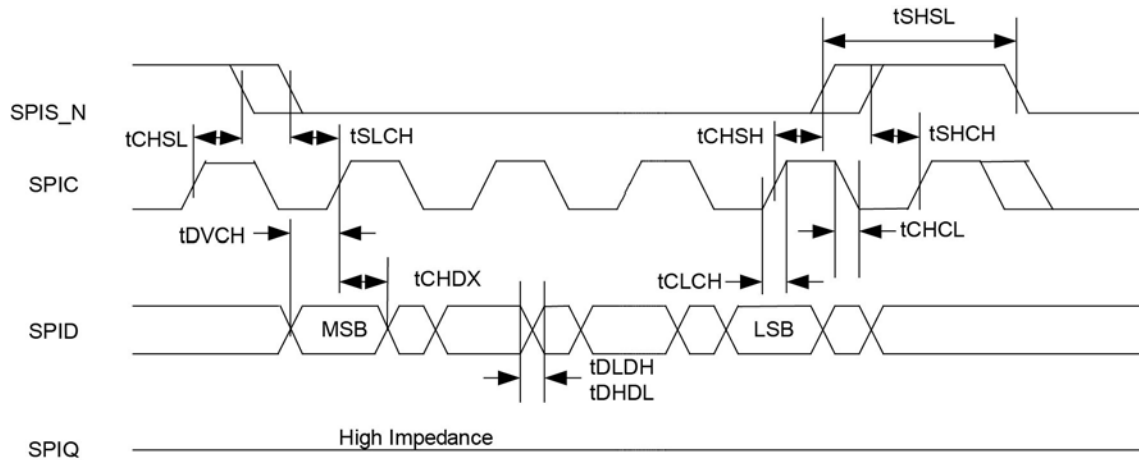 tSHSL
SPIS_N
tCHSL
tSLCH
tCHSH
tSHCH
SPIC
tDVCH
tCHCL
tCHDX
tCLCH
SPID
MSB
LSB
tDLDH
tDHDL
High Impedance
SPIQ